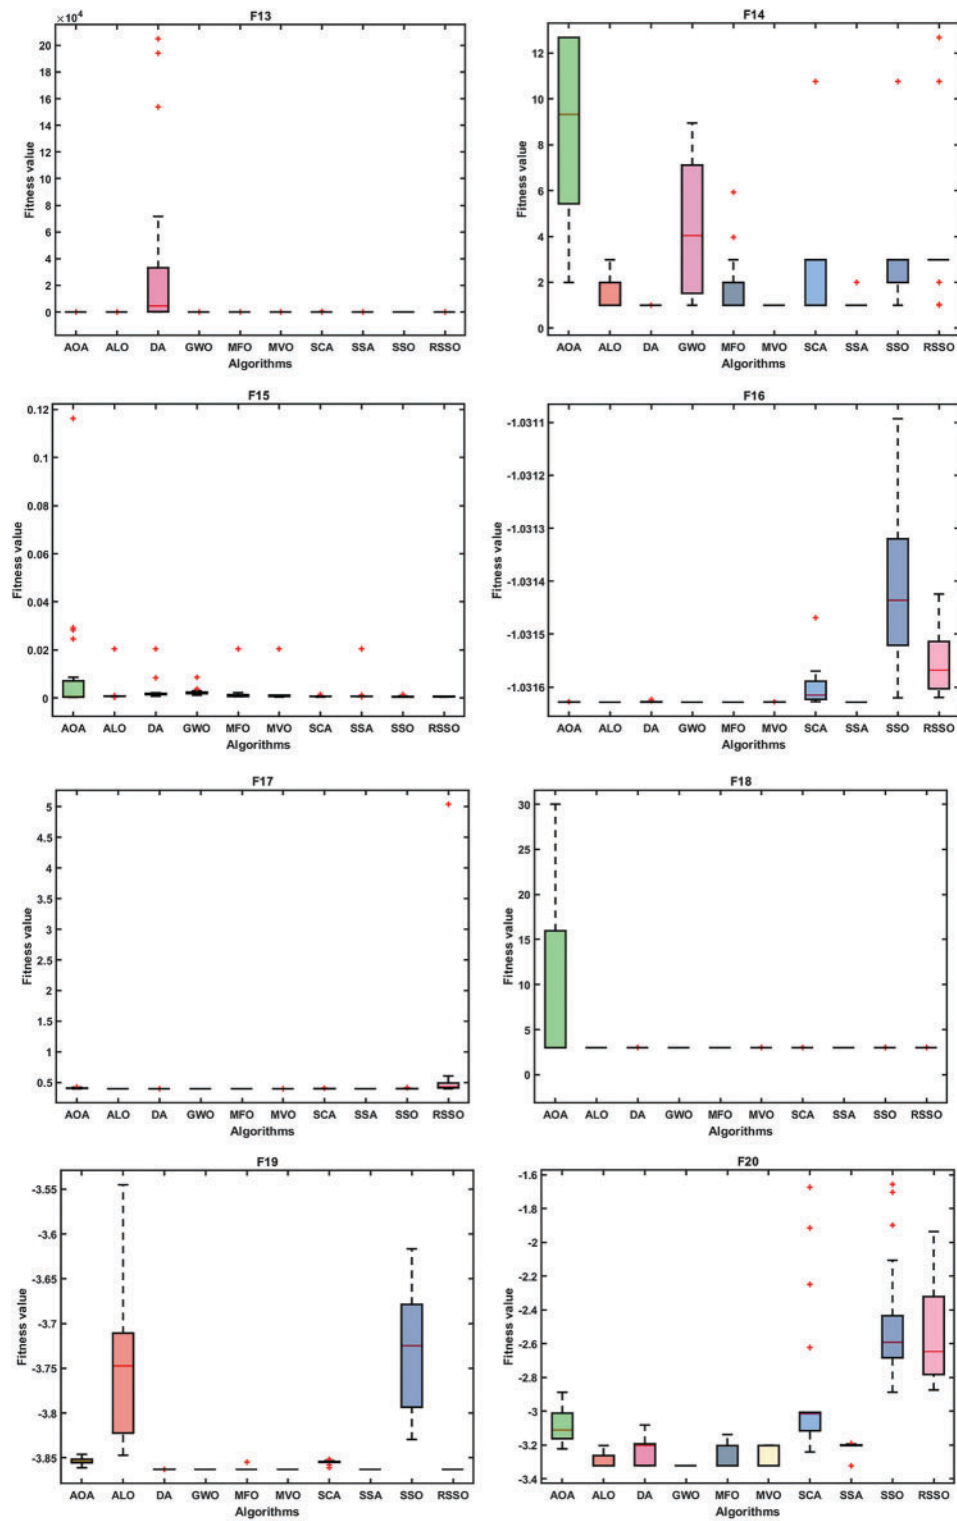 F13
×10⁴
20
18
16
14
12
10
8
6
4
2
0
Fitness value
AOA ALO DA GWO MFO MVO SCA SSA SSO RSSO
Algorithms
F14
12
10
8
6
4
2
0
Fitness value
AOA ALO DA GWO MFO MVO SCA SSA SSO RSSO
Algorithms
F15
0.12
0.1
0.08
0.06
0.04
0.02
0
Fitness value
AOA ALO DA GWO MFO MVO SCA SSA SSO RSSO
Algorithms
F16
-1.0311
-1.0312
-1.0313
-1.0314
-1.0315
-1.0316
Fitness value
AOA ALO DA GWO MFO MVO SCA SSA SSO RSSO
Algorithms
F17
5
4.5
4
3.5
3
2.5
2
1.5
1
0.5
Fitness value
AOA ALO DA GWO MFO MVO SCA SSA SSO RSSO
Algorithms
F18
30
25
20
15
10
5
0
Fitness value
AOA ALO DA GWO MFO MVO SCA SSA SSO RSSO
Algorithms
F19
-3.55
-3.6
-3.65
-3.7
-3.75
-3.8
-3.85
Fitness value
AOA ALO DA GWO MFO MVO SCA SSA SSO RSSO
Algorithms
F20
-1.6
-1.8
-2
-2.2
-2.4
-2.6
-2.8
-3
-3.2
-3.4
Fitness value
AOA ALO DA GWO MFO MVO SCA SSA SSO RSSO
Algorithms